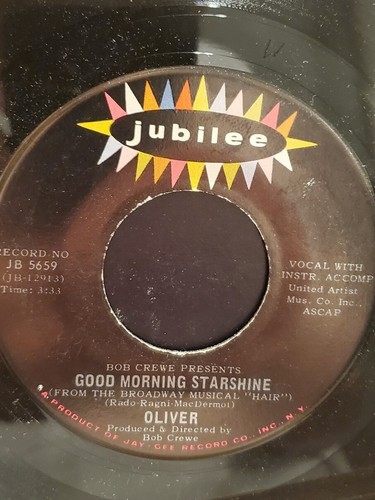 jubilee
RECORD NO
JB 5659
(JB-12913)
Time: 3:33
VOCAL WITH
INSTR. ACCOMP
United Artist
Mus. Co. Inc.,
ASCAP
BOB CREWE PRESENTS
GOOD MORNING STARSHINE
(FROM THE BROADWAY MUSICAL "HAIR")
(Rado-Ragni-MacDermot)
OLIVER
Produced & Directed by
Bob Crewe
A PRODUCT OF JAY-GEE RECORD CO., INC., N.Y.